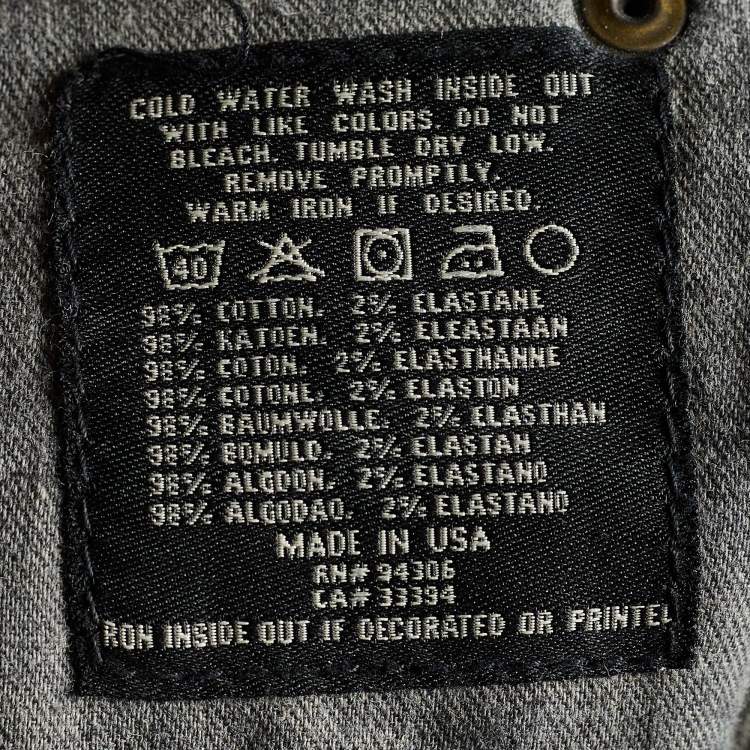 COLD WATER WASH INSIDE OUT
WITH LIKE COLORS. DO NOT
BLEACH. TUMBLE DRY LOW.
REMOVE PROMPILY.
WARM IRON IF DESIRED.
40
98% COTTON. 2% ELASTANE
98% KATOEN. 2% ELEASTAAN
98% COTON. 2% ELASTHANNE
98% COTONE. 2% ELASTON
98% BAUMWOLLE. 2% ELASTHAN
98% BOMULD. 2% ELASTAN
98% ALGDON. 2% ELASTANO
98% ALGODAO. 2% ELASTANO
MADE IN USA
RN# 94306
CA# 33394
RON INSIDE OUT IF DECORATED OR PRINTED